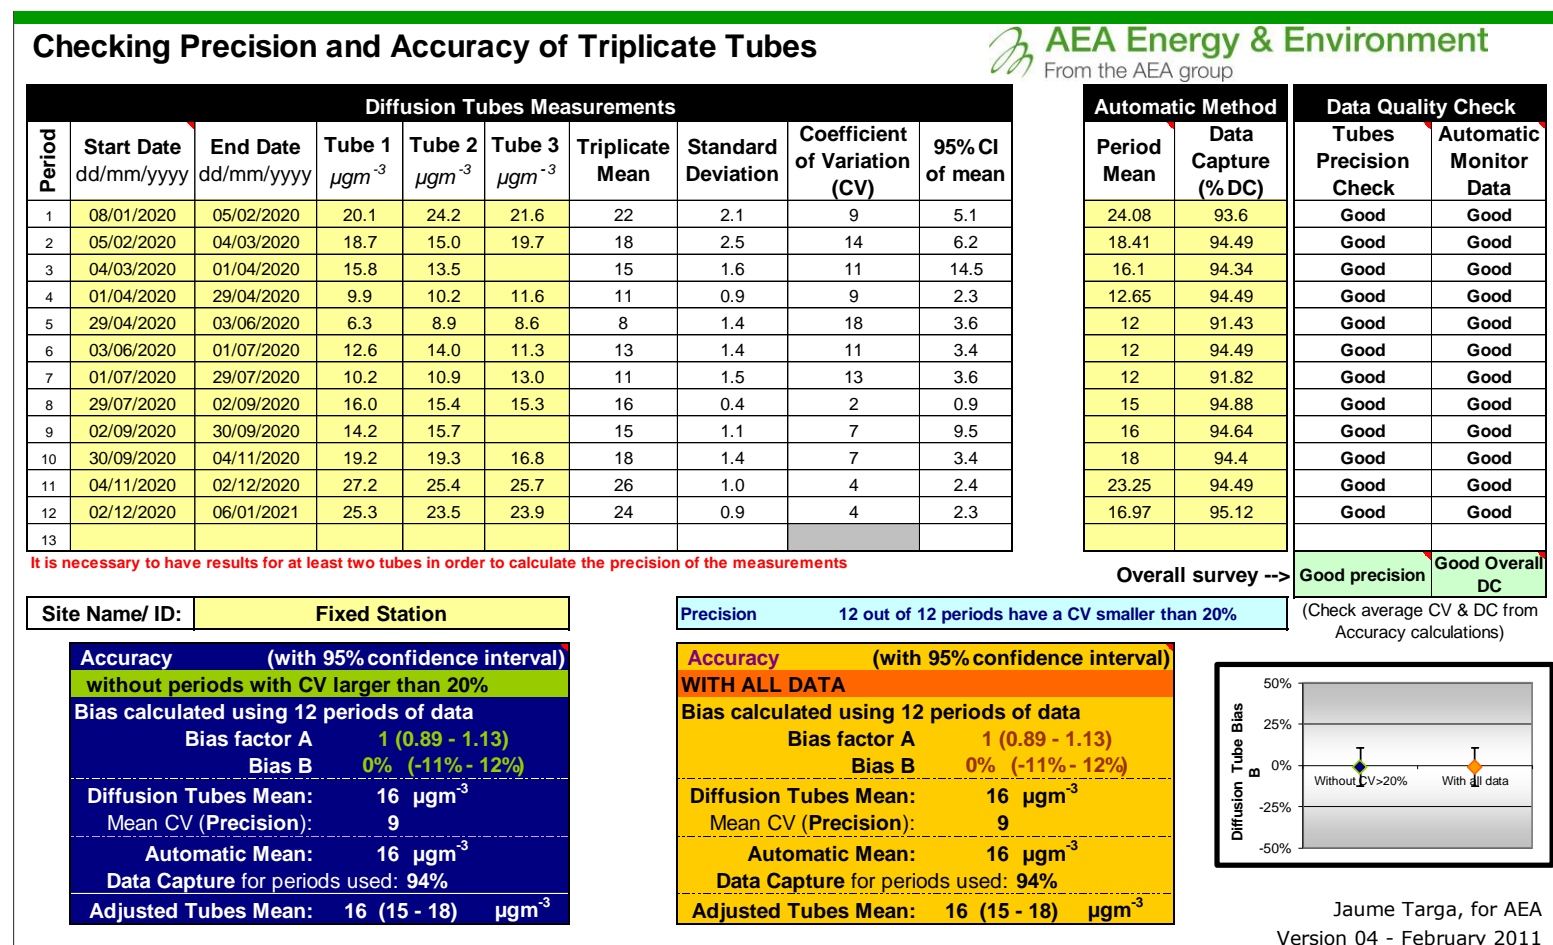 Checking Precision and Accuracy of Triplicate Tubes
AEA Energy & Environment
From the AEA group
Diffusion Tubes Measurements
Automatic Method
Data Quality Check
Period
Start Date dd/mm/yyyy
End Date dd/mm/yyyy
Tube 1 µgm⁻³
Tube 2 µgm⁻³
Tube 3 µgm⁻³
Triplicate Mean
Standard Deviation
Coefficient of Variation (CV)
95% CI of mean
Period Mean
Data Capture (% DC)
Tubes Precision Check
Automatic Monitor Data
1 08/01/2020 05/02/2020 20.1 24.2 21.6 22 2.1 9 5.1 24.08 93.6 Good Good
2 05/02/2020 04/03/2020 18.7 15.0 19.7 18 2.5 14 6.2 18.41 94.49 Good Good
3 04/03/2020 01/04/2020 15.8 13.5 15 1.6 11 14.5 16.1 94.34 Good Good
4 01/04/2020 29/04/2020 9.9 10.2 11.6 11 0.9 9 2.3 12.65 94.49 Good Good
5 29/04/2020 03/06/2020 6.3 8.9 8.6 8 1.4 18 3.6 12 91.43 Good Good
6 03/06/2020 01/07/2020 12.6 14.0 11.3 13 1.4 11 3.4 12 94.49 Good Good
7 01/07/2020 29/07/2020 10.2 10.9 13.0 11 1.5 13 3.6 12 91.82 Good Good
8 29/07/2020 02/09/2020 16.0 15.4 15.3 16 0.4 2 0.9 15 94.88 Good Good
9 02/09/2020 30/09/2020 14.2 15.7 15 1.1 7 9.5 16 94.64 Good Good
10 30/09/2020 04/11/2020 19.2 19.3 16.8 18 1.4 7 3.4 18 94.4 Good Good
11 04/11/2020 02/12/2020 27.2 25.4 25.7 26 1.0 4 2.4 23.25 94.49 Good Good
12 02/12/2020 06/01/2021 25.3 23.5 23.9 24 0.9 4 2.3 16.97 95.12 Good Good
13
It is necessary to have results for at least two tubes in order to calculate the precision of the measurements
Overall survey --> Good precision Good Overall DC
Site Name/ ID: Fixed Station
Precision 12 out of 12 periods have a CV smaller than 20%
(Check average CV & DC from
Accuracy calculations)
Accuracy (with 95% confidence interval)
without periods with CV larger than 20%
Bias calculated using 12 periods of data
Bias factor A 1 (0.89 - 1.13)
Bias B 0% (-11% - 12%)
Diffusion Tubes Mean: 16 µgm⁻³
Mean CV (Precision): 9
Automatic Mean: 16 µgm⁻³
Data Capture for periods used: 94%
Adjusted Tubes Mean: 16 (15 - 18) µgm⁻³
Accuracy (with 95% confidence interval)
WITH ALL DATA
Bias calculated using 12 periods of data
Bias factor A 1 (0.89 - 1.13)
Bias B 0% (-11% - 12%)
Diffusion Tubes Mean: 16 µgm⁻³
Mean CV (Precision): 9
Automatic Mean: 16 µgm⁻³
Data Capture for periods used: 94%
Adjusted Tubes Mean: 16 (15 - 18) µgm⁻³
Diffusion Tube Bias B
50%
25%
0%
-25%
-50%
Without CV>20%
With all data
Jaume Targa, for AEA
Version 04 - February 2011